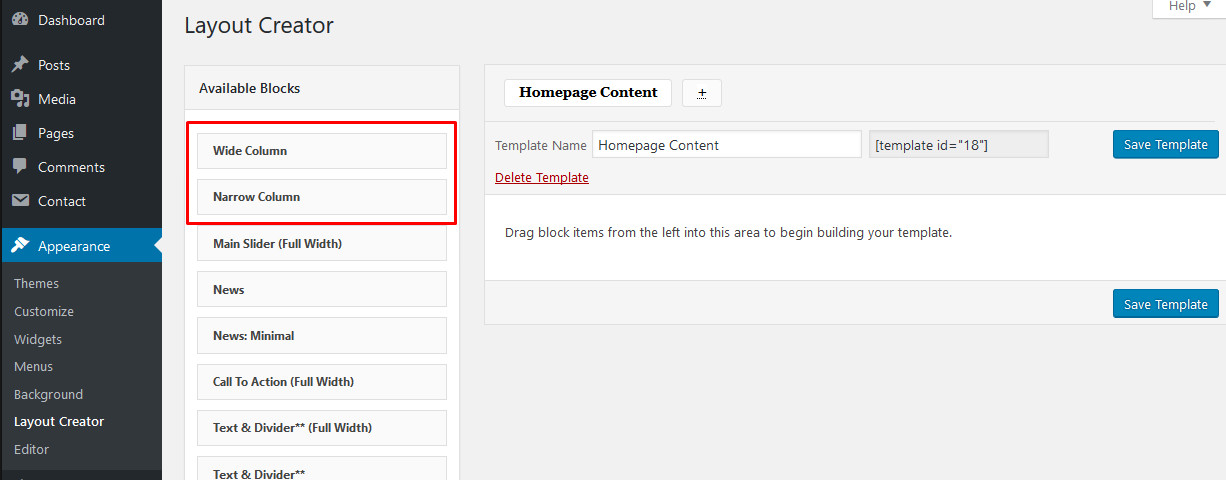 Dashboard
Posts
Media
Pages
Comments
Contact
Appearance
Themes
Customize
Widgets
Menus
Background
Layout Creator
Editor
Help
Layout Creator
Available Blocks
Wide Column
Narrow Column
Main Slider (Full Width)
News
News: Minimal
Call To Action (Full Width)
Text & Divider** (Full Width)
Text & Divider**
Homepage Content +
Template Name Homepage Content [template id="18"] Save Template
Delete Template
Drag block items from the left into this area to begin building your template.
Save Template